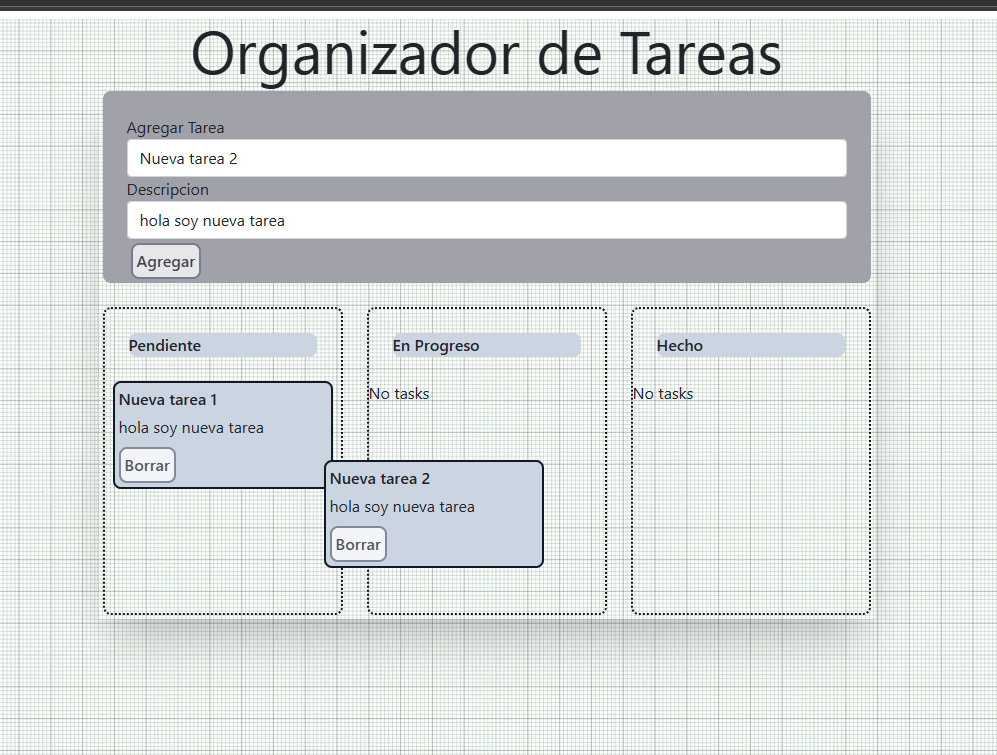 Organizador de Tareas
Agregar Tarea
Nueva tarea 2
Descripcion
hola soy nueva tarea
Agregar
Pendiente
Nueva tarea 1
hola soy nueva tarea
Borrar
En Progreso
No tasks
Nueva tarea 2
hola soy nueva tarea
Borrar
Hecho
No tasks